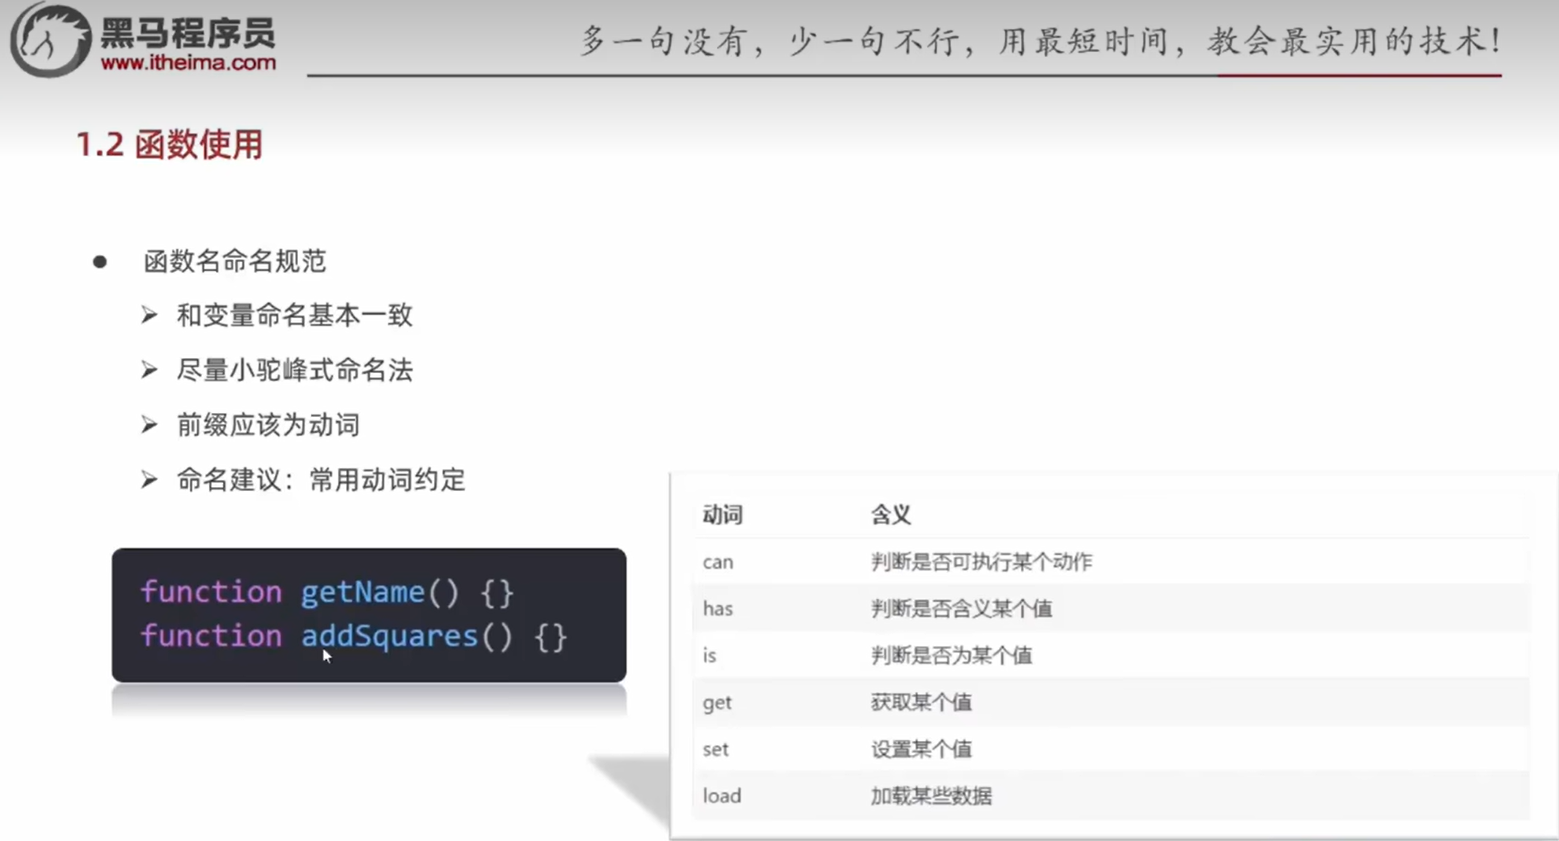 黑马程序员
www.itheima.com
多一句没有，少一句不行，用最短时间，教会最实用的技术！
1.2 函数使用
函数名命名规范
和变量命名基本一致
尽量小驼峰式命名法
前缀应该为动词
命名建议：常用动词约定
function getName() {}
function addSquares() {}
动词 含义
can 判断是否可执行某个动作
has 判断是否含义某个值
is 判断是否为某个值
get 获取某个值
set 设置某个值
load 加载某些数据